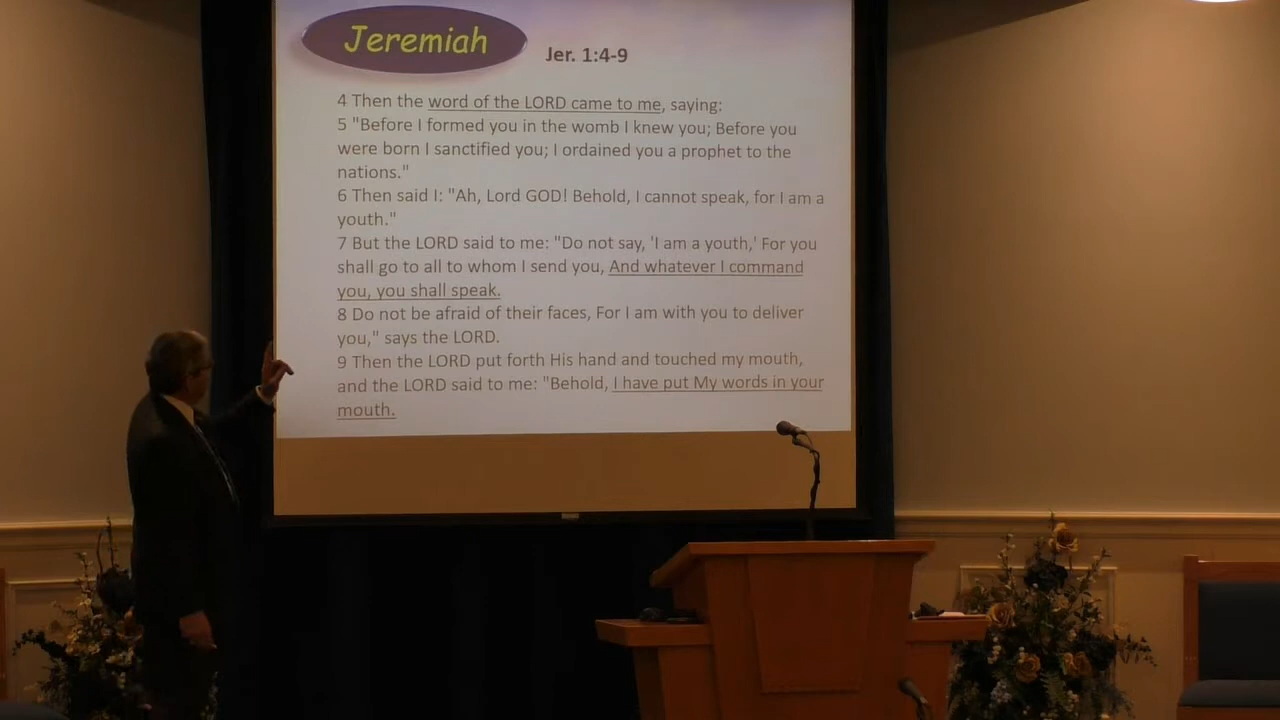 Jeremiah
Jer. 1:4-9
4 Then the word of the LORD came to me, saying:
5 "Before I formed you in the womb I knew you; Before you
were born I sanctified you; I ordained you a prophet to the
nations."
6 Then said I: "Ah, Lord GOD! Behold, I cannot speak, for I am a
youth."
7 But the LORD said to me: "Do not say, 'I am a youth,' For you
shall go to all to whom I send you, And whatever I command
you, you shall speak.
8 Do not be afraid of their faces, For I am with you to deliver
you," says the LORD.
9 Then the LORD put forth His hand and touched my mouth,
and the LORD said to me: "Behold, I have put My words in your
mouth.